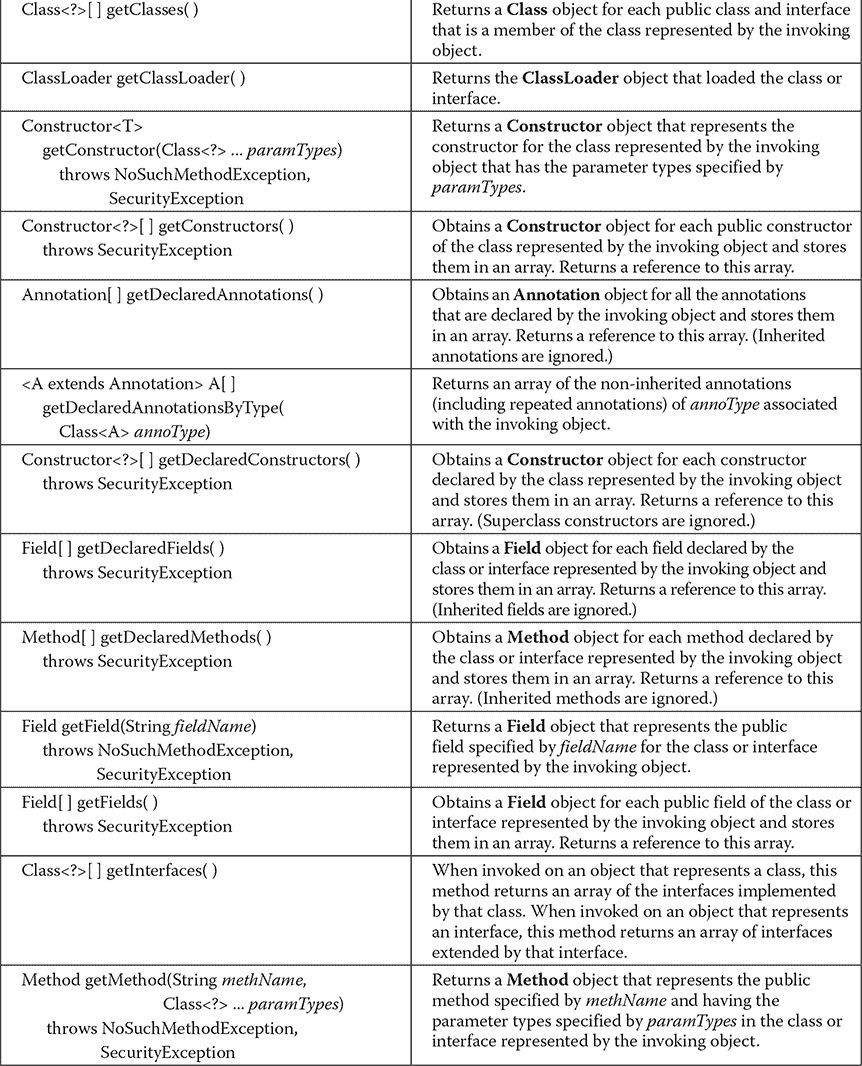 Class<?>[ ] getClasses( )
Returns a Class object for each public class and interface
that is a member of the class represented by the invoking
object.
ClassLoader getClassLoader( )
Returns the ClassLoader object that loaded the class or
interface.
Constructor<T>
getConstructor(Class<?> ... paramTypes)
throws NoSuchMethodException,
SecurityException
Returns a Constructor object that represents the
constructor for the class represented by the invoking
object that has the parameter types specified by
paramTypes.
Constructor<?>[ ] getConstructors( )
throws SecurityException
Obtains a Constructor object for each public constructor
of the class represented by the invoking object and stores
them in an array. Returns a reference to this array.
Annotation[ ] getDeclaredAnnotations( )
Obtains an Annotation object for all the annotations
that are declared by the invoking object and stores them
in an array. Returns a reference to this array. (Inherited
annotations are ignored.)
<A extends Annotation> A[ ]
getDeclaredAnnotationsByType(
Class<A> annoType)
Returns an array of the non-inherited annotations
(including repeated annotations) of annoType associated
with the invoking object.
Constructor<?>[ ] getDeclaredConstructors( )
throws SecurityException
Obtains a Constructor object for each constructor
declared by the class represented by the invoking object
and stores them in an array. Returns a reference to this
array. (Superclass constructors are ignored.)
Field[ ] getDeclaredFields( )
throws SecurityException
Obtains a Field object for each field declared by the
class or interface represented by the invoking object and
stores them in an array. Returns a reference to this array.
(Inherited fields are ignored.)
Method[ ] getDeclaredMethods( )
throws SecurityException
Obtains a Method object for each method declared by
the class or interface represented by the invoking object
and stores them in an array. Returns a reference to this
array. (Inherited methods are ignored.)
Field getField(String fieldName)
throws NoSuchMethodException,
SecurityException
Returns a Field object that represents the public
field specified by fieldName for the class or interface
represented by the invoking object.
Field[ ] getFields( )
throws SecurityException
Obtains a Field object for each public field of the class or
interface represented by the invoking object and stores
them in an array. Returns a reference to this array.
Class<?>[ ] getInterfaces( )
When invoked on an object that represents a class, this
method returns an array of the interfaces implemented
by that class. When invoked on an object that represents
an interface, this method returns an array of interfaces
extended by that interface.
Method getMethod(String methName,
Class<?> ... paramTypes)
throws NoSuchMethodException,
SecurityException
Returns a Method object that represents the public
method specified by methName and having the
parameter types specified by paramTypes in the class or
interface represented by the invoking object.